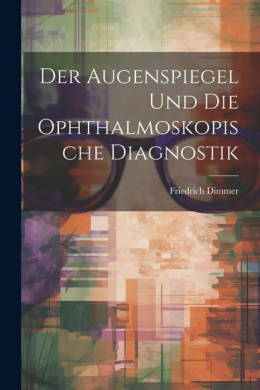 Der Augenspiegel
Und Die
Ophthalmoskopis
che Diagnostik
Friedrich Dimmer